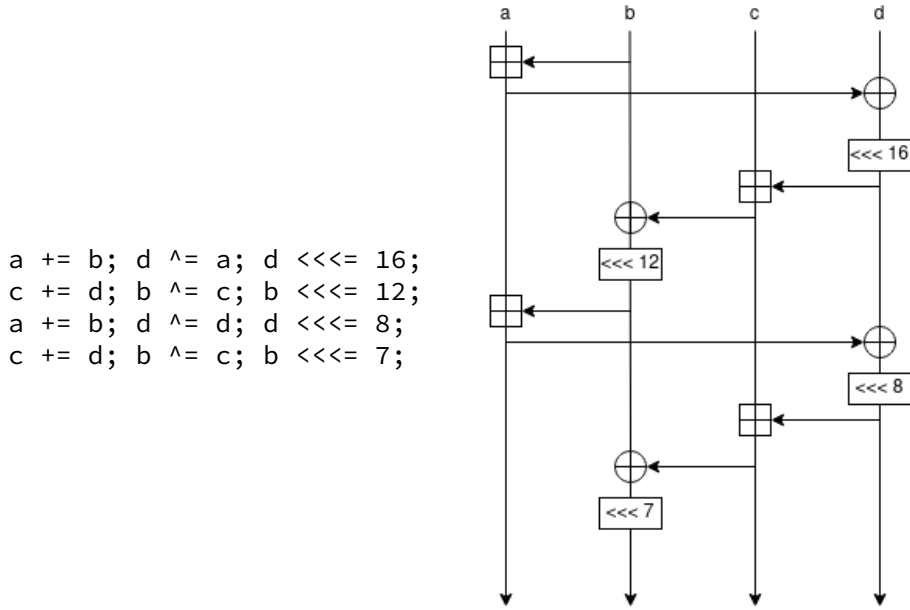 a b c d
<<< 16
<<< 12
<<< 8
<<< 7
a += b; d ^= a; d <<<= 16;
c += d; b ^= c; b <<<= 12;
a += b; d ^= d; d <<<= 8;
c += d; b ^= c; b <<<= 7;